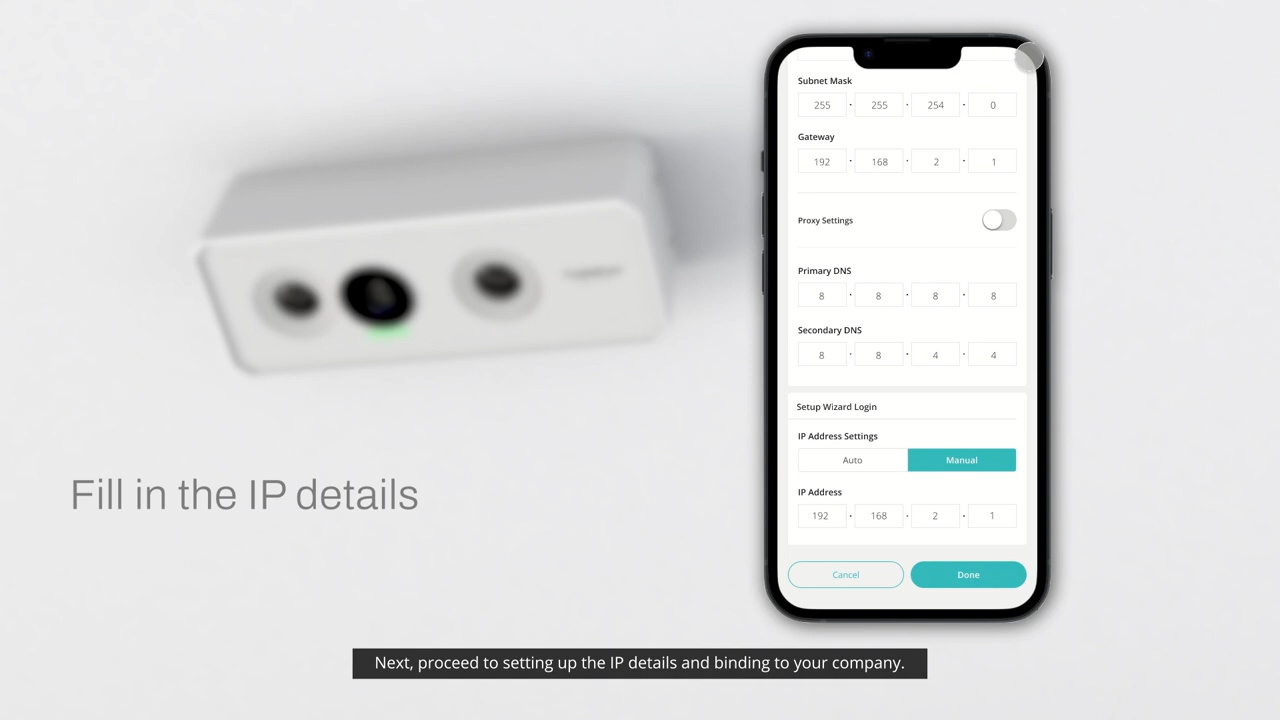 Subnet Mask
255 . 255 . 254 . 0
Gateway
192 . 168 . 2 . 1
Proxy Settings
Primary DNS
8 . 8 . 8 . 8
Secondary DNS
8 . 8 . 4 . 4
Setup Wizard Login
IP Address Settings
Auto Manual
IP Address
192 . 168 . 2 . 1
Cancel Done
Fill in the IP details
Next, proceed to setting up the IP details and binding to your company.